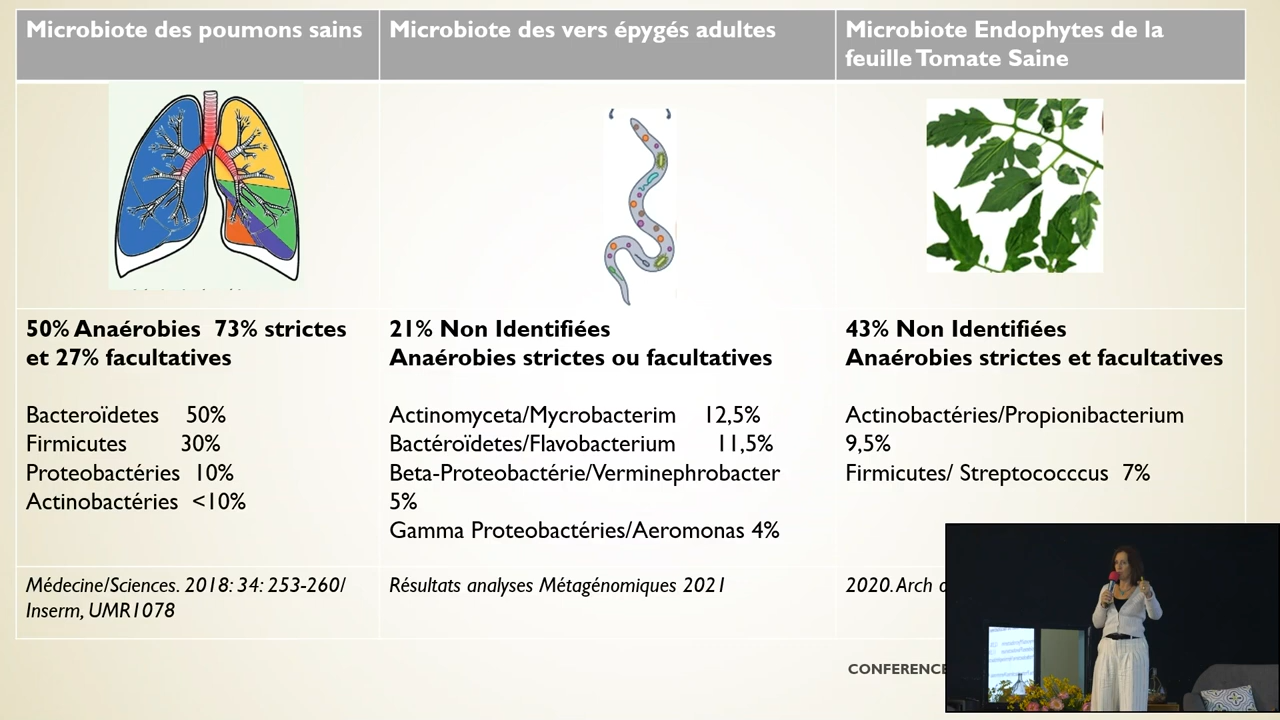 Microbiote des poumons sains
Microbiote des vers épygés adultes
Microbiote Endophytes de la
feuille Tomate Saine
50% Anaérobies 73% strictes
et 27% facultatives
Bacteroïdetes 50%
Firmicutes 30%
Proteobactéries 10%
Actinobactéries <10%
21% Non Identifiées
Anaérobies strictes ou facultatives
Actinomyceta/Mycrobacterim 12,5%
Bactéroïdetes/Flavobacterium 11,5%
Beta-Proteobactérie/Verminephrobacter
5%
Gamma Proteobactéries/Aeromonas 4%
43% Non Identifiées
Anaérobies strictes et facultatives
Actinobactéries/Propionibacterium
9,5%
Firmicutes/ Streptococccus 7%
Médecine/Sciences. 2018: 34: 253-260/
Inserm, UMR1078
Résultats analyses Métagénomiques 2021
2020. Arch
CONFERENCE